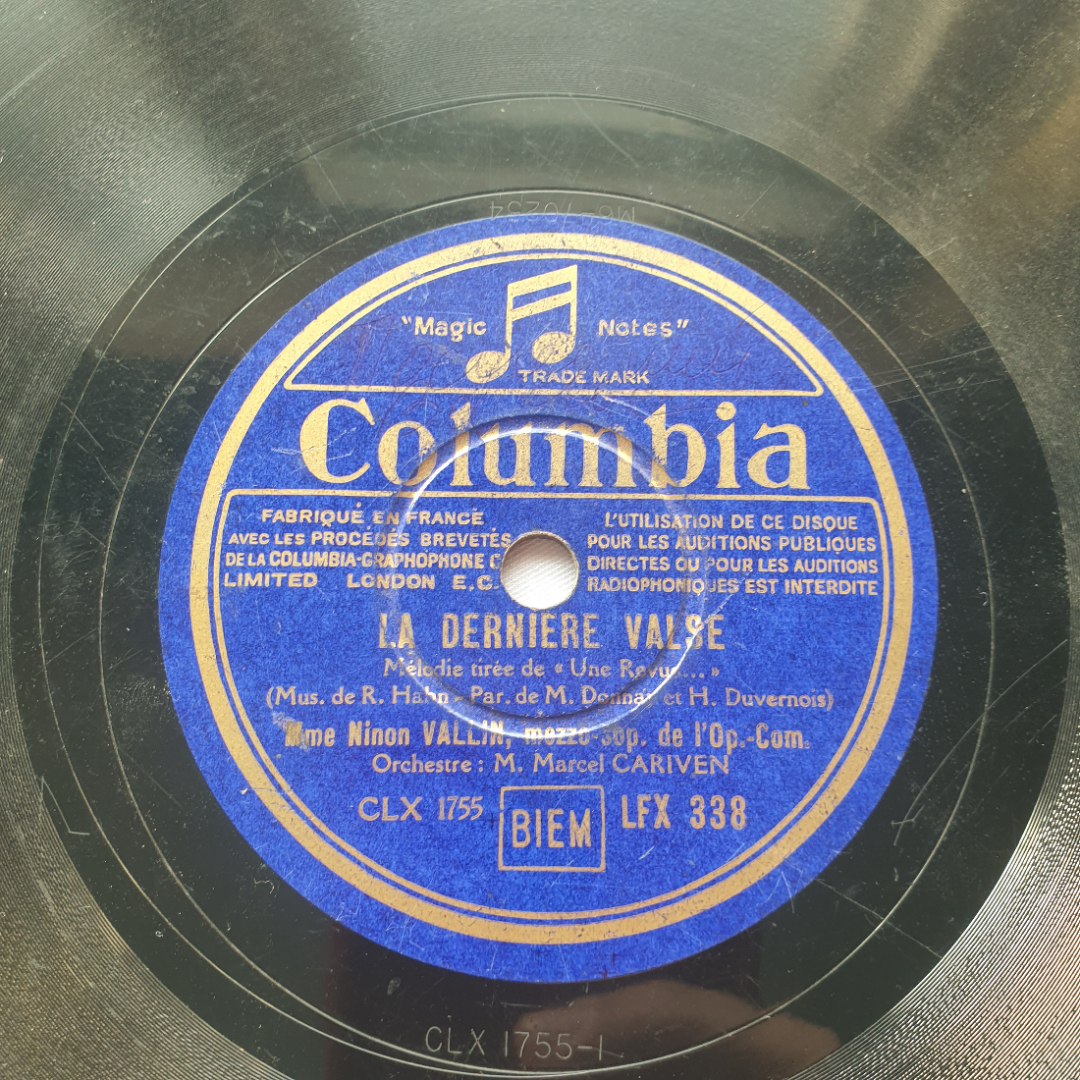 M6-70234
"Magic Notes"
TRADE MARK
Columbia
FABRIQUÉ EN FRANCE
AVEC LES PROCÉDÉS BREVETÉS
DE LA COLUMBIA-GRAPHOPHONE C
LIMITED LONDON E.C.
L'UTILISATION DE CE DISQUE
POUR LES AUDITIONS PUBLIQUES
DIRECTES OU POUR LES AUDITIONS
RADIOPHONIQUES EST INTERDITE
LA DERNIÈRE VALSE
Mélodie tirée de « Une Revue... »
(Mus. de R. Hahn - Par. de M. Donnay et H. Duvernois)
Mme Ninon VALLIN, mezzo-sop. de l'Op.-Com.
Orchestre : M. Marcel CARIVEN
CLX 1755 BIEM LFX 338
CLX 1755-1